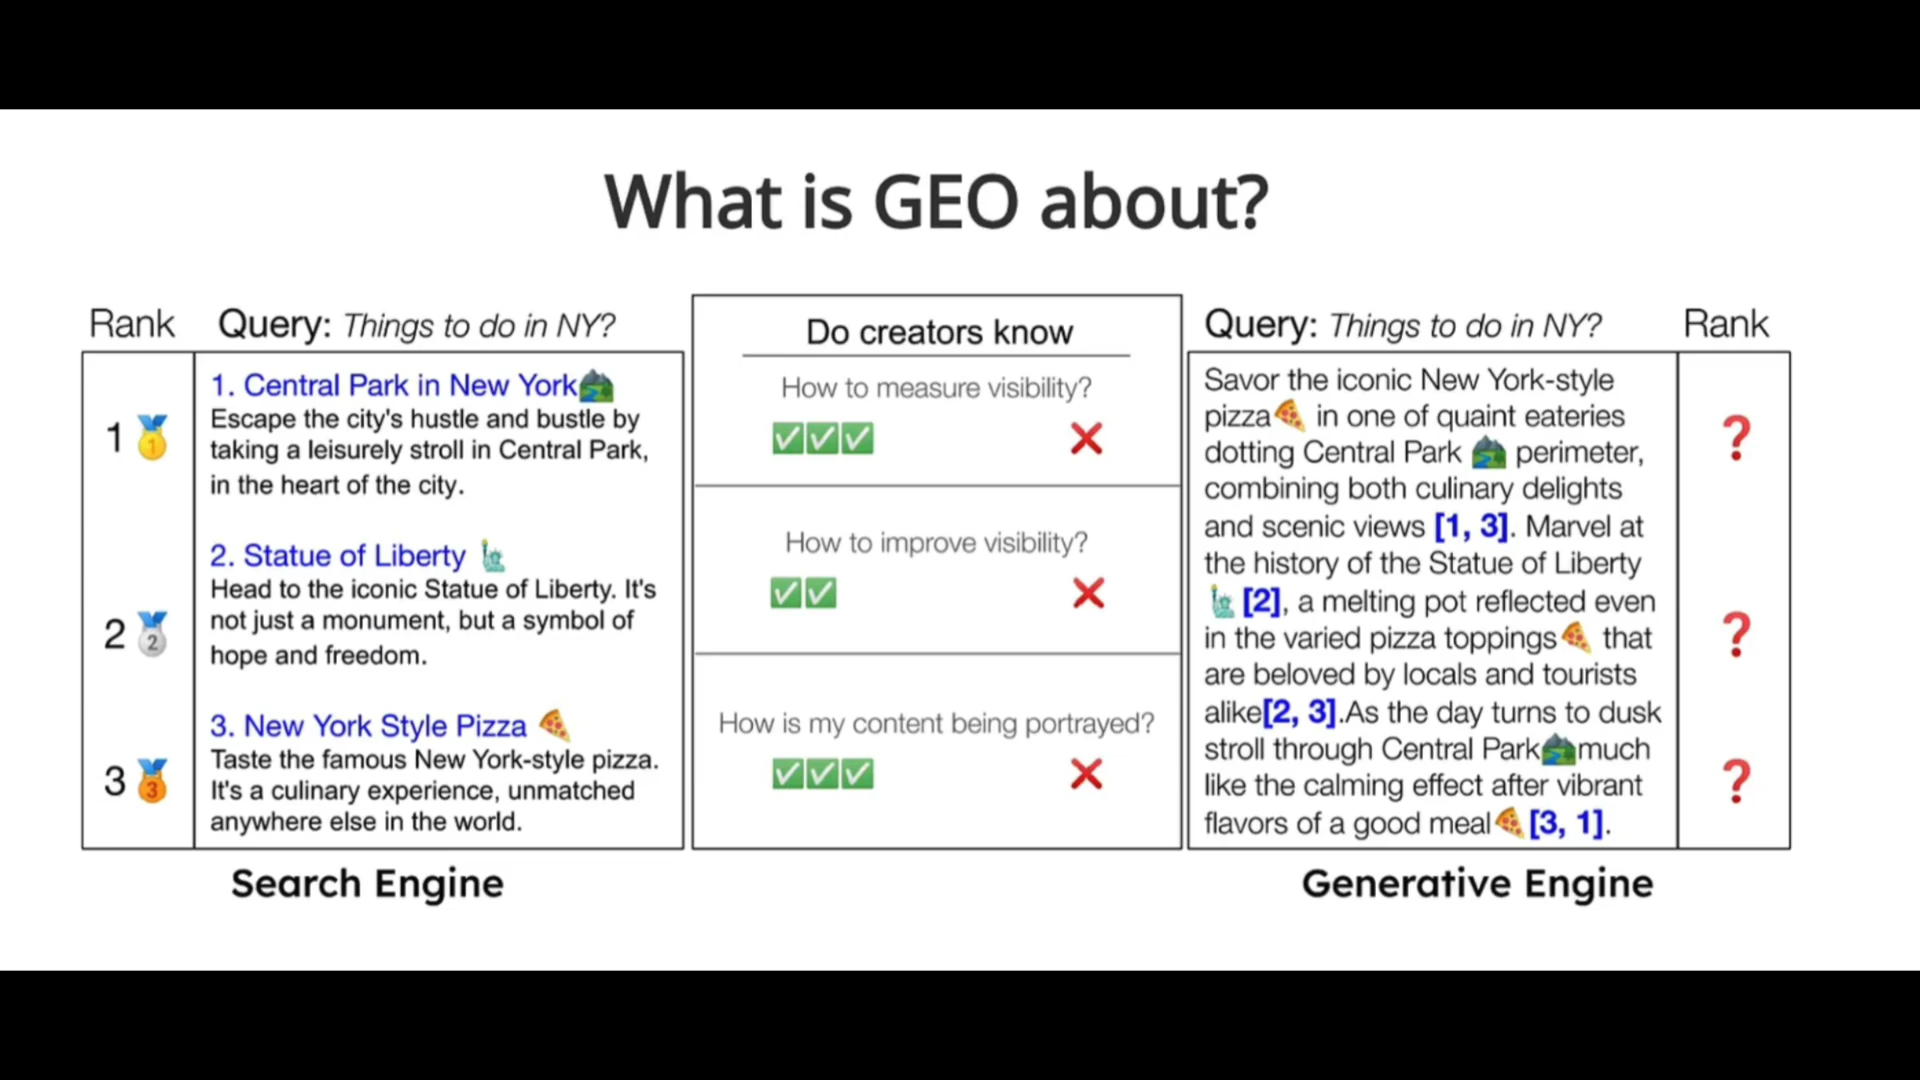 What is GEO about?
Rank Query: Things to do in NY?
1 1. Central Park in New York
Escape the city's hustle and bustle by
taking a leisurely stroll in Central Park,
in the heart of the city.
2 2. Statue of Liberty
Head to the iconic Statue of Liberty. It's
not just a monument, but a symbol of
hope and freedom.
3 3. New York Style Pizza
Taste the famous New York-style pizza.
It's a culinary experience, unmatched
anywhere else in the world.
Search Engine
Do creators know
How to measure visibility?
How to improve visibility?
How is my content being portrayed?
Query: Things to do in NY? Rank
Savor the iconic New York-style
pizza in one of quaint eateries
dotting Central Park perimeter,
combining both culinary delights
and scenic views [1, 3]. Marvel at
the history of the Statue of Liberty
[2], a melting pot reflected even
in the varied pizza toppings that
are beloved by locals and tourists
alike[2, 3].As the day turns to dusk
stroll through Central Park much
like the calming effect after vibrant
flavors of a good meal [3, 1].
Generative Engine